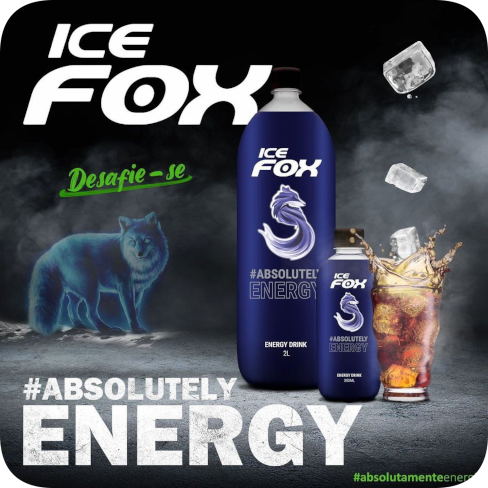 ICE
FOX
Desafie-se
ICE
FOX
#ABSOLUTELY
ENERGY
ENERGY DRINK
2L
ICE
FOX
#ABSOLUTELY
ENERGY
ENERGY DRINK
#ABSOLUTELY
ENERGY
#absolutamenteenerg